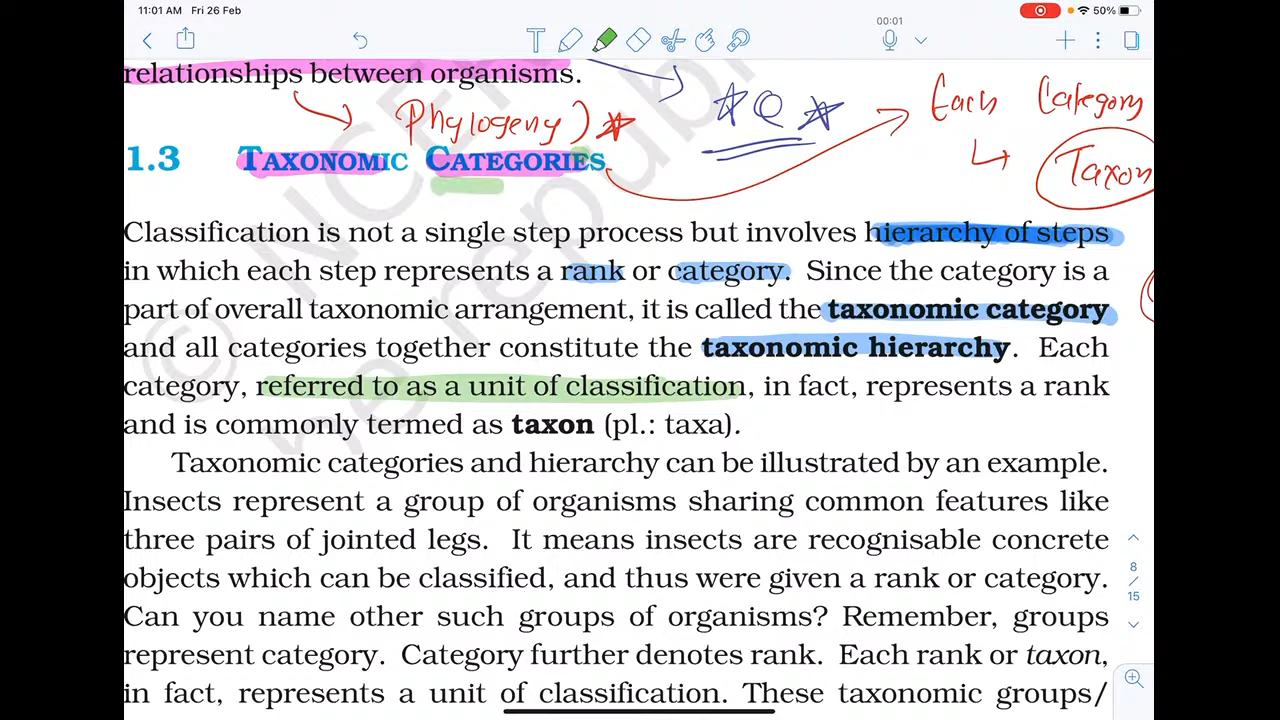 11:01 AM Fri 26 Feb
50%
00:01
relationships between organisms.
Phylogeny)
Q
Each Category
Taxon
1.3 TAXONOMIC CATEGORIES
Classification is not a single step process but involves hierarchy of steps
in which each step represents a rank or category. Since the category is a
part of overall taxonomic arrangement, it is called the taxonomic category
and all categories together constitute the taxonomic hierarchy. Each
category, referred to as a unit of classification, in fact, represents a rank
and is commonly termed as taxon (pl.: taxa).
Taxonomic categories and hierarchy can be illustrated by an example.
Insects represent a group of organisms sharing common features like
three pairs of jointed legs. It means insects are recognisable concrete
objects which can be classified, and thus were given a rank or category.
Can you name other such groups of organisms? Remember, groups
represent category. Category further denotes rank. Each rank or taxon,
in fact, represents a unit of classification. These taxonomic groups/
8
/
15